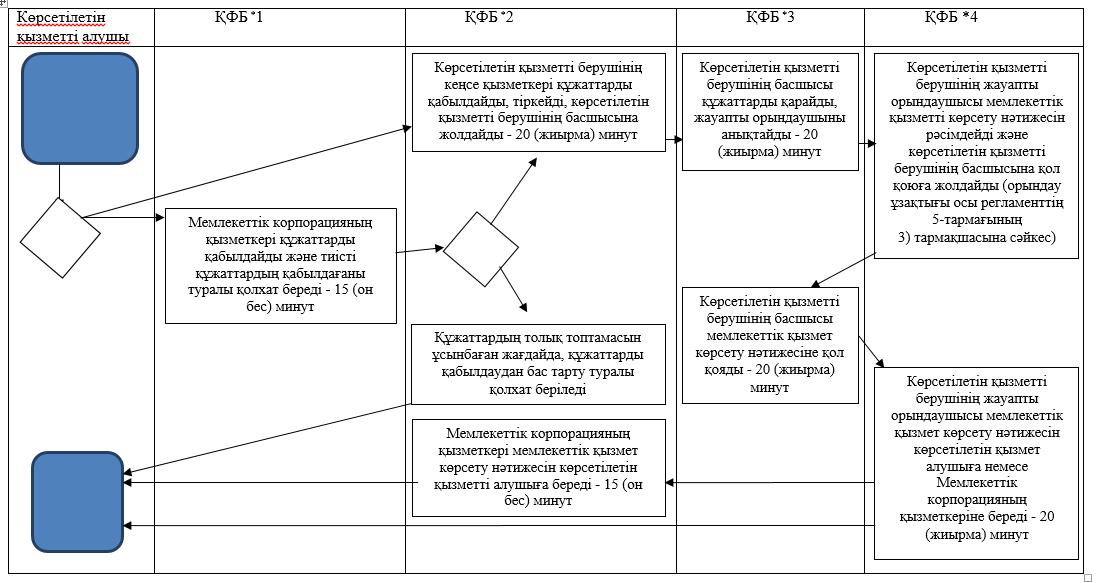 Көрсетілетін
қызметті алушы
ҚФБ *1
ҚФБ *2
ҚФБ *3
ҚФБ *4
Мемлекеттік корпорацияның
қызметкері құжаттарды
қабылдайды және тиісті
құжаттардың қабылдағаны
туралы қолхат береді - 15 (он
бес) минут
Көрсетілетін қызметті берушінің
кеңсе қызметкері құжаттарды
қабылдайды, тіркейді, көрсетілетін
қызметті берушінің басшысына
жолдайды - 20 (жиырма) минут
Құжаттардың толық топтамасын
ұсынбаған жағдайда, құжаттарды
қабылдаудан бас тарту туралы
қолхат беріледі
Мемлекеттік корпорацияның
қызметкері мемлекеттік қызмет
көрсету нәтижесін көрсетілетін
қызметті алушыға береді - 15 (он
бес) минут
Көрсетілетін қызметті
берушінің басшысы
құжаттарды қарайды,
жауапты орындаушыны
анықтайды - 20
(жиырма) минут
Көрсетілетін қызметті
берушінің басшысы
мемлекеттік қызмет
көрсету нәтижесіне қол
қояды - 20 (жиырма)
минут
Көрсетілетін қызметті
берушінің жауапты
орындаушысы мемлекеттік
қызметті көрсету нәтижесін
рәсімдейді және
көрсетілетін қызметті
берушінің басшысына қол
қоюға жолдайды (орындау
ұзақтығы осы регламенттің
5-тармағының
3) тармақшасына сәйкес)
Көрсетілетін қызметті
берушінің жауапты
орындаушысы мемлекеттік
қызмет көрсету нәтижесін
көрсетілетін қызмет
алушыға немесе
Мемлекеттік
корпорацияның
қызметкеріне береді - 20
(жиырма) минут